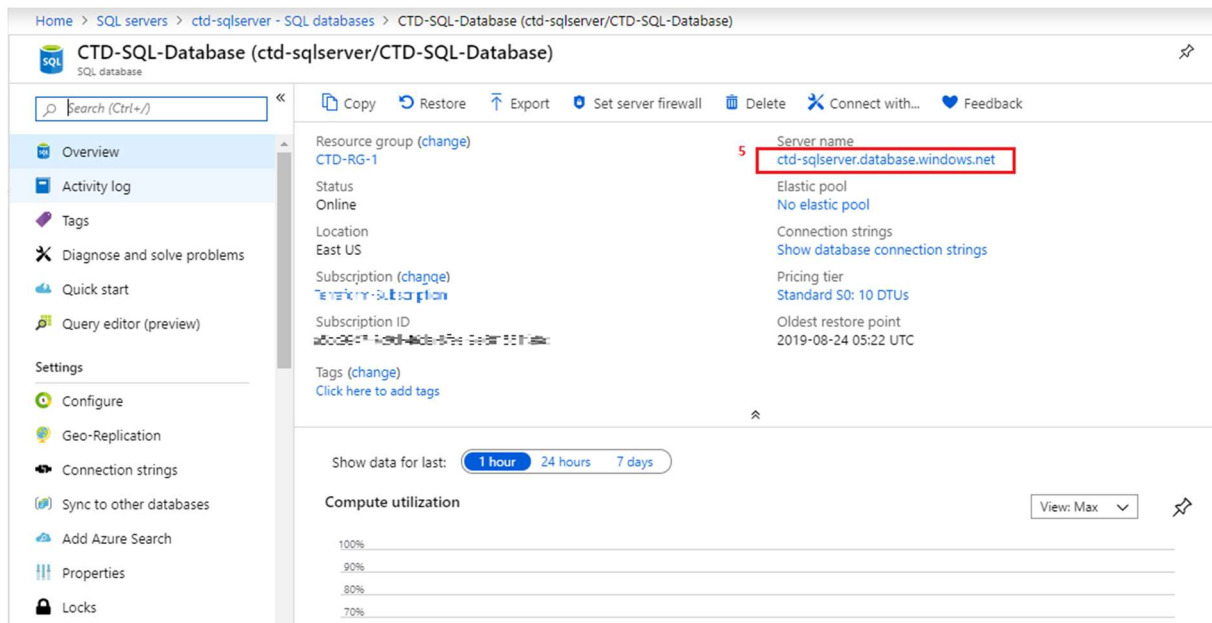 Home > SQL servers > ctd-sqlserver - SQL databases > CTD-SQL-Database (ctd-sqlserver/CTD-SQL-Database)
SQL
CTD-SQL-Database (ctd-sqlserver/CTD-SQL-Database)
SQL database
Search (Ctrl+/)
«
Overview
Activity log
Tags
Diagnose and solve problems
Quick start
Query editor (preview)
Settings
Configure
Geo-Replication
Connection strings
Sync to other databases
Add Azure Search
Properties
Locks
Copy Restore Export Set server firewall Delete Connect with... Feedback
Resource group (change)
CTD-RG-1
Status
Online
Location
East US
Subscription (change)
Terraform-Subscription
Subscription ID
Tags (change)
Click here to add tags
5
Server name
ctd-sqlserver.database.windows.net
Elastic pool
No elastic pool
Connection strings
Show database connection strings
Pricing tier
Standard S0: 10 DTUs
Oldest restore point
2019-08-24 05:22 UTC
Show data for last: 1 hour 24 hours 7 days
Compute utilization
View: Max
100%
90%
80%
70%